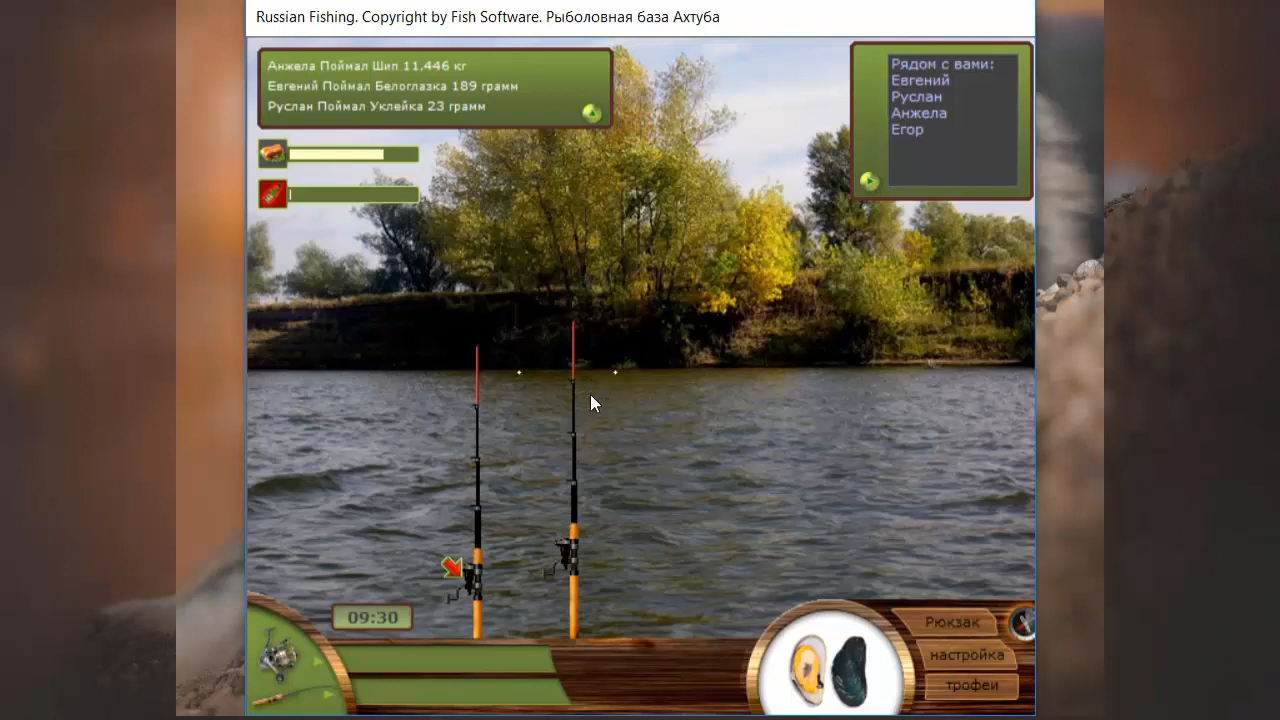 Russian Fishing. Copyright by Fish Software. Рыболовная база Ахтуба
Анжела Поймал Шип 11,446 кг
Евгений Поймал Белоглазка 189 грамм
Руслан Поймал Уклейка 23 грамм
Рядом с вами:
Евгений
Руслан
Анжела
Егор
09:30
Рюкзак
настройка
трофеи